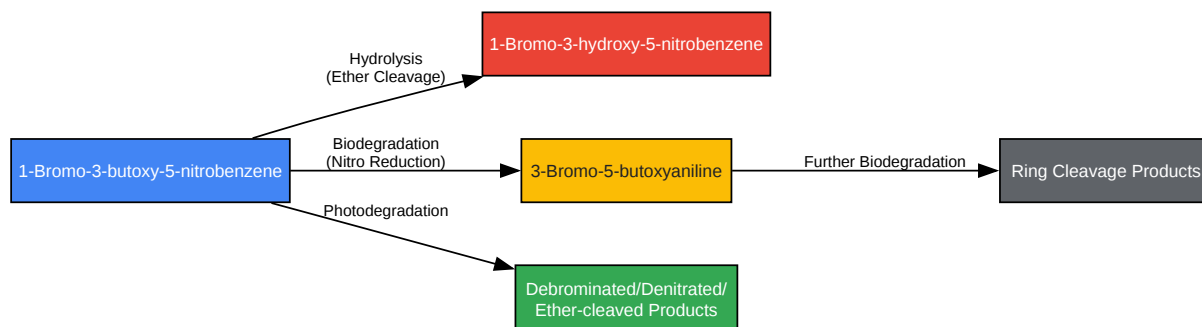 1-Bromo-3-hydroxy-5-nitrobenzene
Hydrolysis
(Ether Cleavage)
1-Bromo-3-butoxy-5-nitrobenzene
Biodegradation
(Nitro Reduction)
3-Bromo-5-butoxyaniline
Further Biodegradation
Ring Cleavage Products
Photodegradation
Debrominated/Denitrated/
Ether-cleaved Products